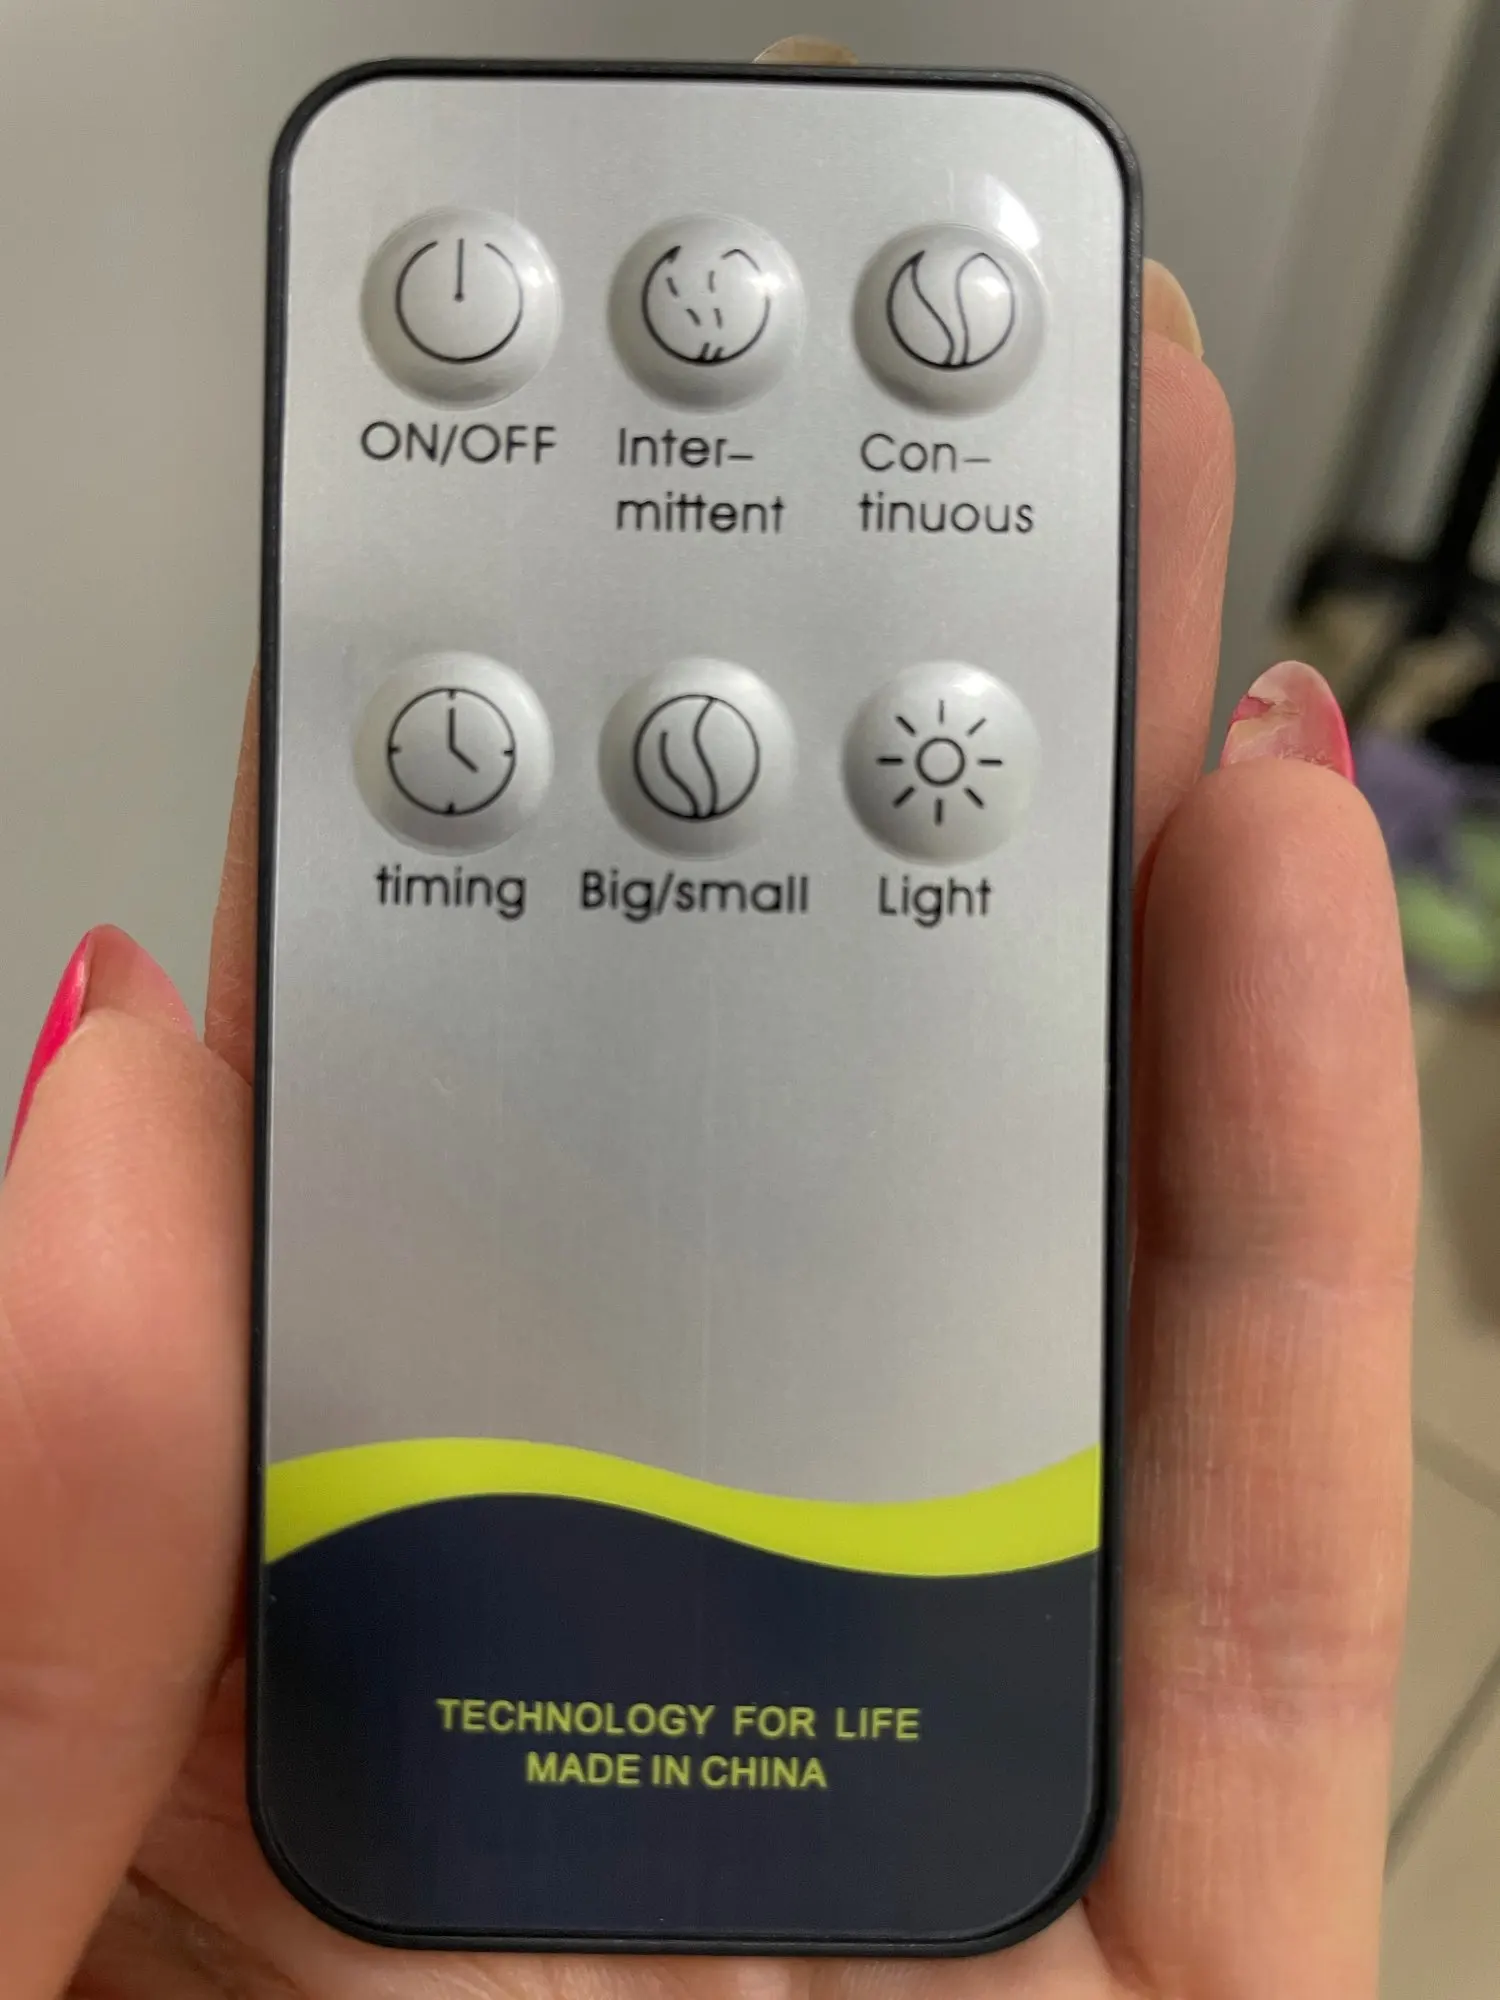 ON/OFF
Inter-
mittent
Con-
tinuous
timing
Big/small
Light
TECHNOLOGY FOR LIFE
MADE IN CHINA